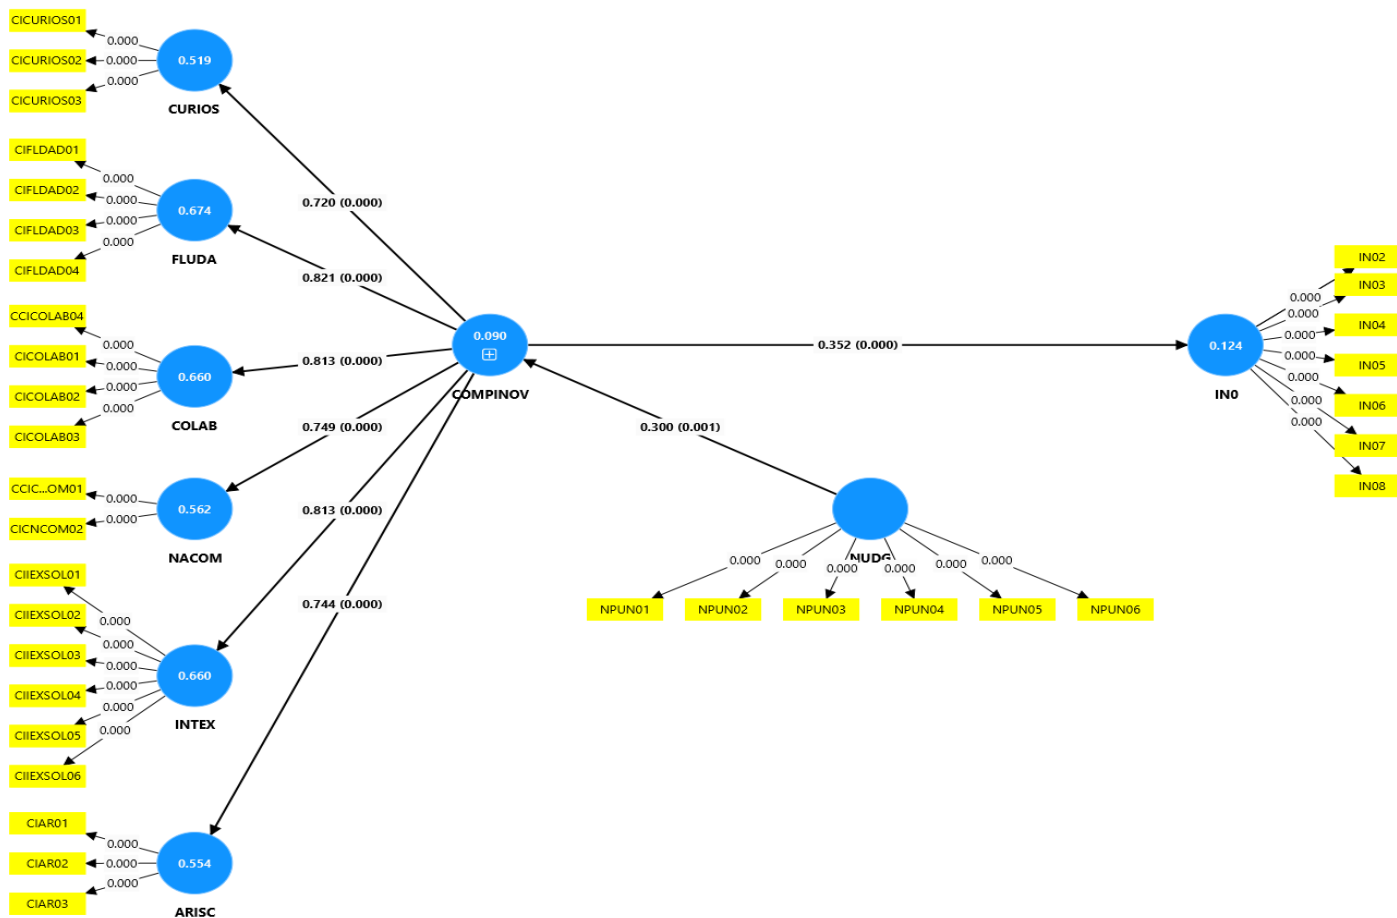 CICURIOS01
CICURIOS02
CICURIOS03
0.000
0.000
0.000
0.519
CURIOS
CIFLDAD01
CIFLDAD02
CIFLDAD03
CIFLDAD04
0.000
0.000
0.000
0.000
0.674
FLUDA
CCICOLAB04
CICOLAB01
CICOLAB02
CICOLAB03
0.000
0.000
0.000
0.000
0.660
COLAB
CCIC...OM01
CICNCOM02
0.000
0.000
0.562
NACOM
CIIEXSOL01
CIIEXSOL02
CIIEXSOL03
CIIEXSOL04
CIIEXSOL05
CIIEXSOL06
0.000
0.000
0.000
0.000
0.000
0.000
0.660
INTEX
CIAR01
CIAR02
CIAR03
0.000
0.000
0.000
0.554
ARISC
0.720 (0.000)
0.821 (0.000)
0.813 (0.000)
0.749 (0.000)
0.813 (0.000)
0.744 (0.000)
0.090
COMPINOV
0.352 (0.000)
0.300 (0.001)
NUDG
0.000
0.000
0.000
0.000
0.000
0.000
NPUN01
NPUN02
NPUN03
NPUN04
NPUN05
NPUN06
0.124
IN0
0.000
0.000
0.000
0.000
0.000
0.000
0.000
IN02
IN03
IN04
IN05
IN06
IN07
IN08